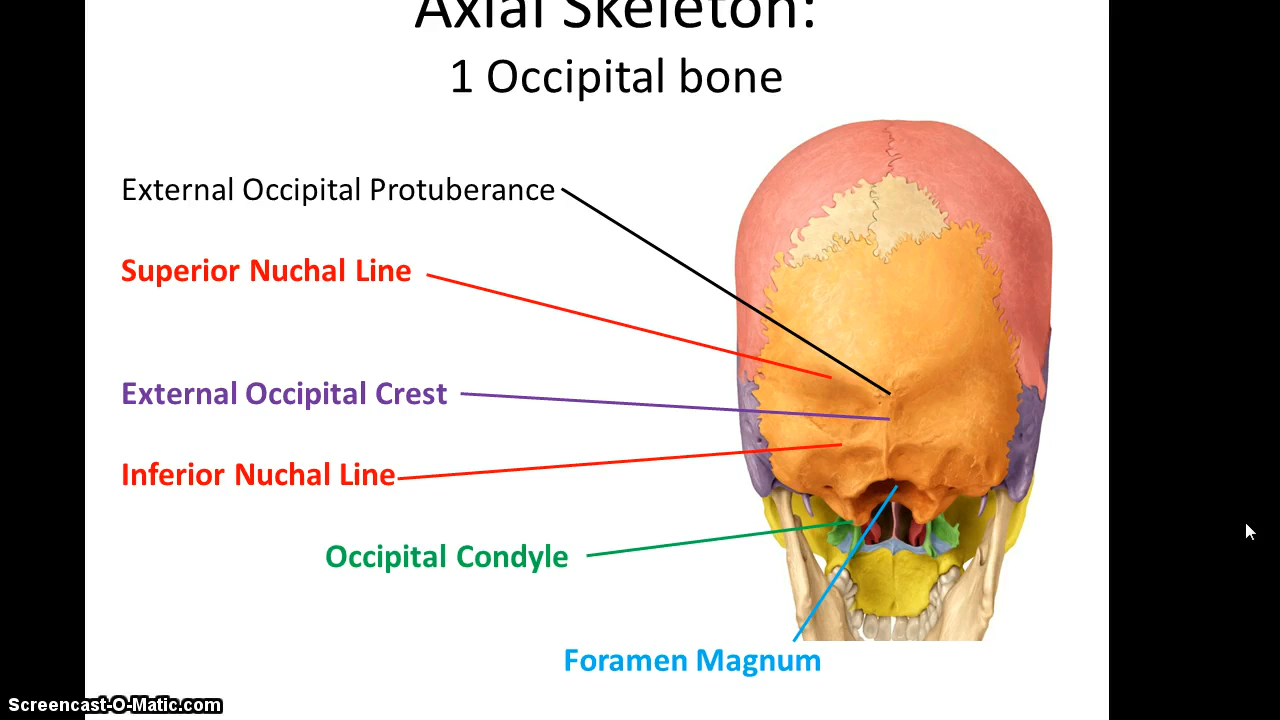 Axial Skeleton:
1 Occipital bone
External Occipital Protuberance
Superior Nuchal Line
External Occipital Crest
Inferior Nuchal Line
Occipital Condyle
Foramen Magnum
Screencast-O-Matic.com